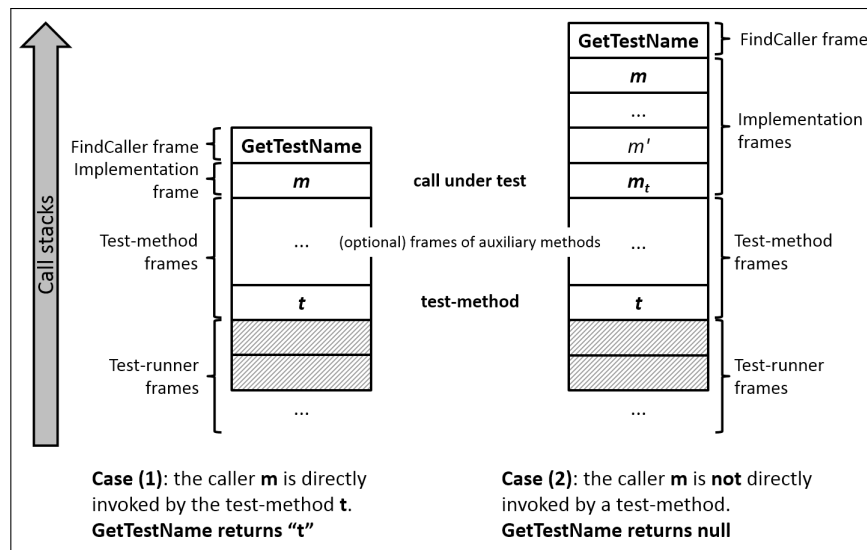 Call stacks
FindCaller frame
Implementation
frame
Test-method
frames
Test-runner
frames
GetTestName
m
...
t
...
call under test
(optional) frames of auxiliary methods
test-method
GetTestName
m
...
m'
mt
...
t
...
FindCaller frame
Implementation
frames
Test-method
frames
Test-runner
frames
Case (1): the caller m is directly
invoked by the test-method t.
GetTestName returns “t”
Case (2): the caller m is not directly
invoked by a test-method.
GetTestName returns null